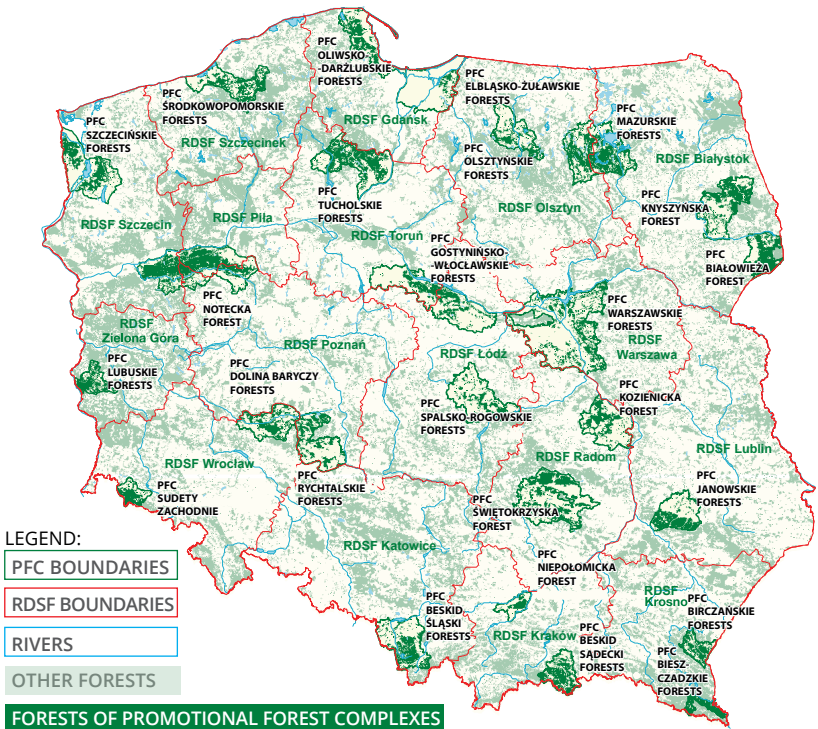 PFC
OLIWSKO-
-DARŻLUBSKIE
FORESTS
PFC
ELBLĄSKO-ŻUŁAWSKIE
FORESTS
PFC
ŚRODKOWOPOMORSKIE
FORESTS
PFC
SZCZECIŃSKIE
FORESTS
PFC
MAZURSKIE
FORESTS
RDSF Gdańsk
RDSF Szczecinek
PFC
OLSZTYŃSKIE
FORESTS
RDSF Białystok
PFC
TUCHOLSKIE
FORESTS
PFC
KNYSZYŃSKA
FOREST
RDSF Szczecin
RDSF Piła
RDSF Olsztyn
RDSF Toruń
PFC
GOSTYNIŃSKO-
-WŁOCŁAWSKIE
FORESTS
PFC
BIAŁOWIEŻA
FOREST
PFC
NOTECKA
FOREST
PFC
WARSZAWSKIE
FORESTS
RDSF
Zielona Góra
RDSF Poznań
RDSF Łódź
RDSF
Warszawa
PFC
LUBUSKIE
FORESTS
PFC
DOLINA BARYCZY
FORESTS
PFC
SPALSKO-ROGOWSKIE
FORESTS
PFC
KOZIENICKA
FOREST
RDSF Wrocław
RDSF Radom
RDSF Lublin
PFC
RYCHTALSKIE
FORESTS
PFC
SUDETY
ZACHODNIE
PFC
JANOWSKIE
FORESTS
PFC
ŚWIĘTOKRZYSKA
FOREST
RDSF Katowice
PFC
NIEPOŁOMICKA
FOREST
PFC
BESKID
ŚLĄSKI
FORESTS
RDSF Kraków
PFC
BESKID
SĄDECKI
FORESTS
RDSF
Krosno
PFC
BIRCZAŃSKIE
FORESTS
PFC
BIESZ-
CZADZKIE
FORESTS
LEGEND:
PFC BOUNDARIES
RDSF BOUNDARIES
RIVERS
OTHER FORESTS
FORESTS OF PROMOTIONAL FOREST COMPLEXES